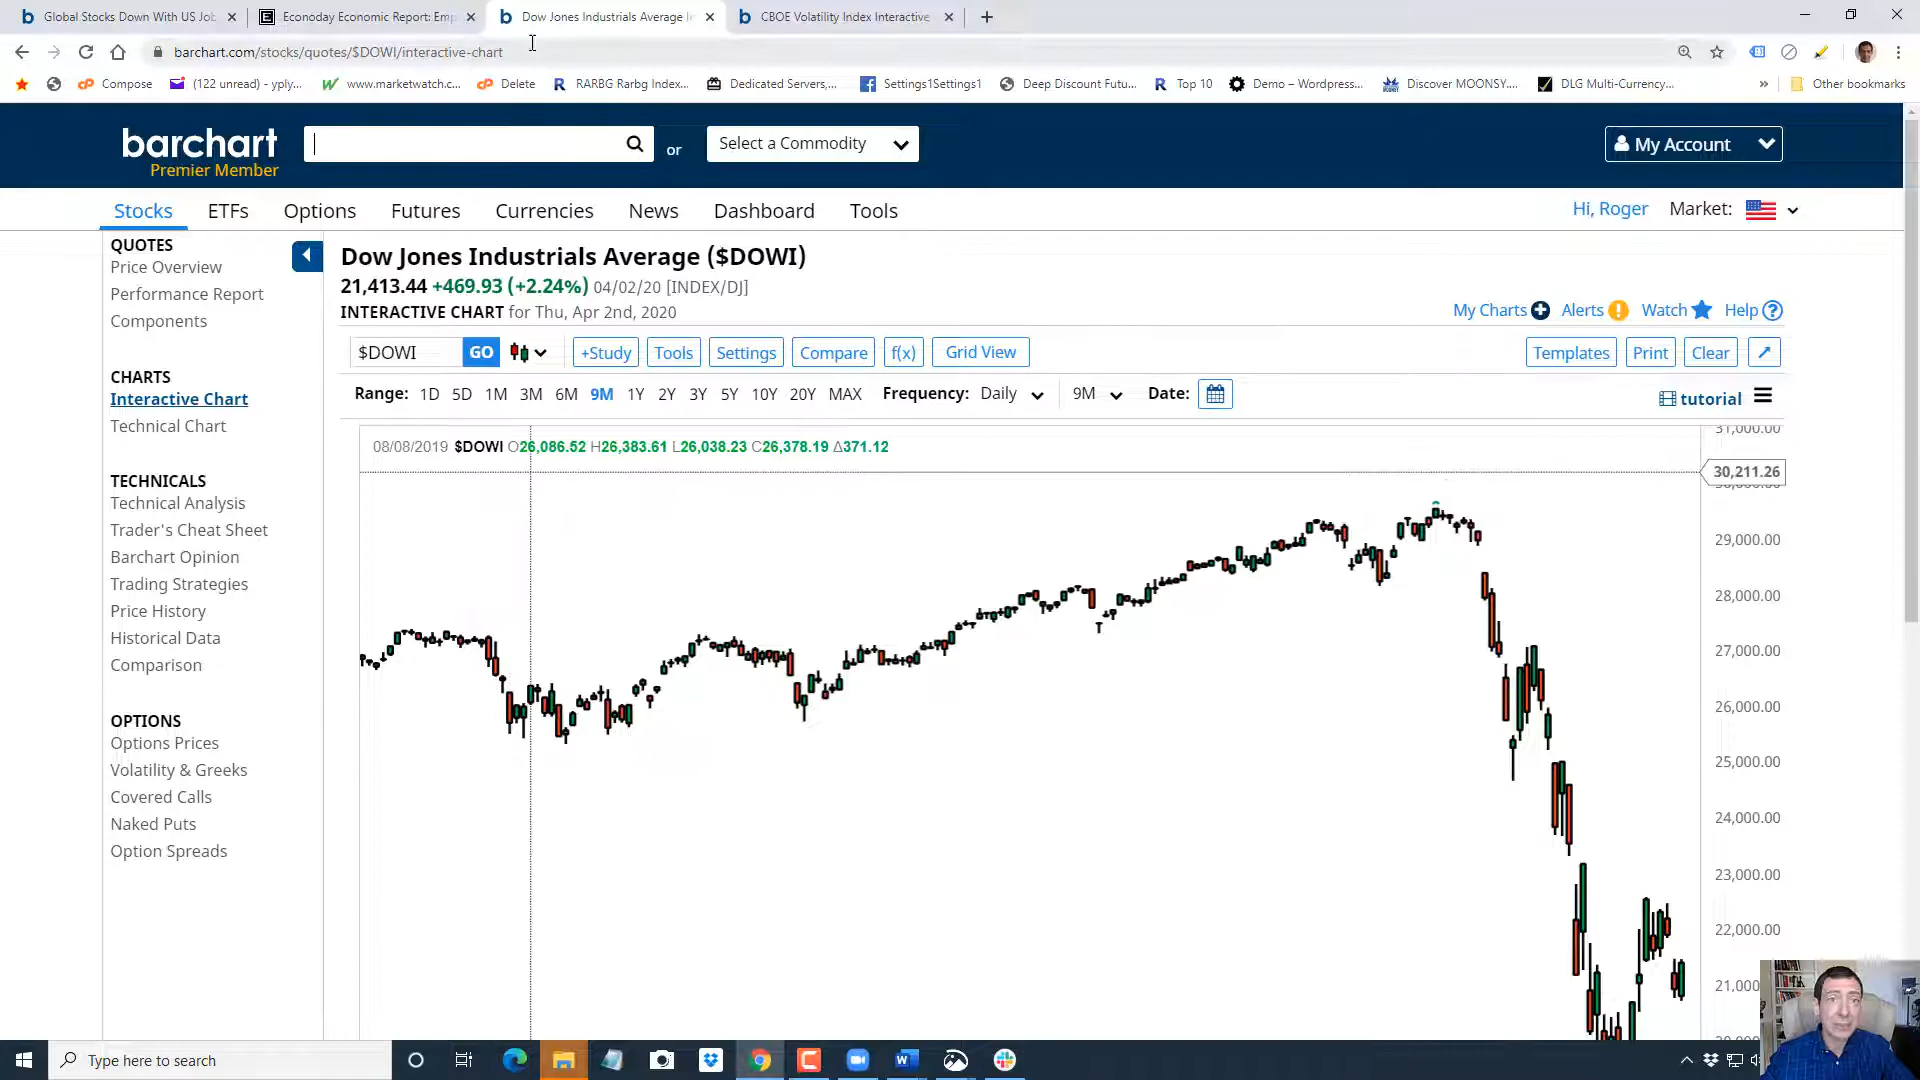 Global Stocks Down With US Jo
Econoday Economic Report: Emp
Dow Jones Industrials Average I
CBOE Volatility Index Interactive
barchart.com/stocks/quotes/$DOWI/interactive-chart
Compose
(122 unread) - yply...
www.marketwatch.c...
Delete
RARBG Rarbg Index...
Dedicated Servers,...
Settings1Settings1
Deep Discount Futu...
Top 10
Demo – Wordpress...
Discover MOONSY....
DLG Multi-Currency...
»
Other bookmarks
barchart
Premier Member
or
Select a Commodity
My Account
Stocks
ETFs
Options
Futures
Currencies
News
Dashboard
Tools
Hi, Roger
Market:
QUOTES
Price Overview
Performance Report
Components
CHARTS
Interactive Chart
Technical Chart
TECHNICALS
Technical Analysis
Trader's Cheat Sheet
Barchart Opinion
Trading Strategies
Price History
Historical Data
Comparison
OPTIONS
Options Prices
Volatility & Greeks
Covered Calls
Naked Puts
Option Spreads
Dow Jones Industrials Average ($DOWI)
21,413.44 +469.93 (+2.24%) 04/02/20 [INDEX/DJ]
INTERACTIVE CHART for Thu, Apr 2nd, 2020
My Charts
Alerts
Watch
Help
$DOWI
GO
+Study
Tools
Settings
Compare
f(x)
Grid View
Templates
Print
Clear
Range: 1D 5D 1M 3M 6M 9M 1Y 2Y 3Y 5Y 10Y 20Y MAX
Frequency: Daily
9M
Date:
tutorial
08/08/2019 $DOWI O26,086.52 H26,383.61 L26,038.23 C26,378.19 Δ371.12
31,000.00
30,211.26
29,000.00
28,000.00
27,000.00
26,000.00
25,000.00
24,000.00
23,000.00
22,000.00
Type here to search